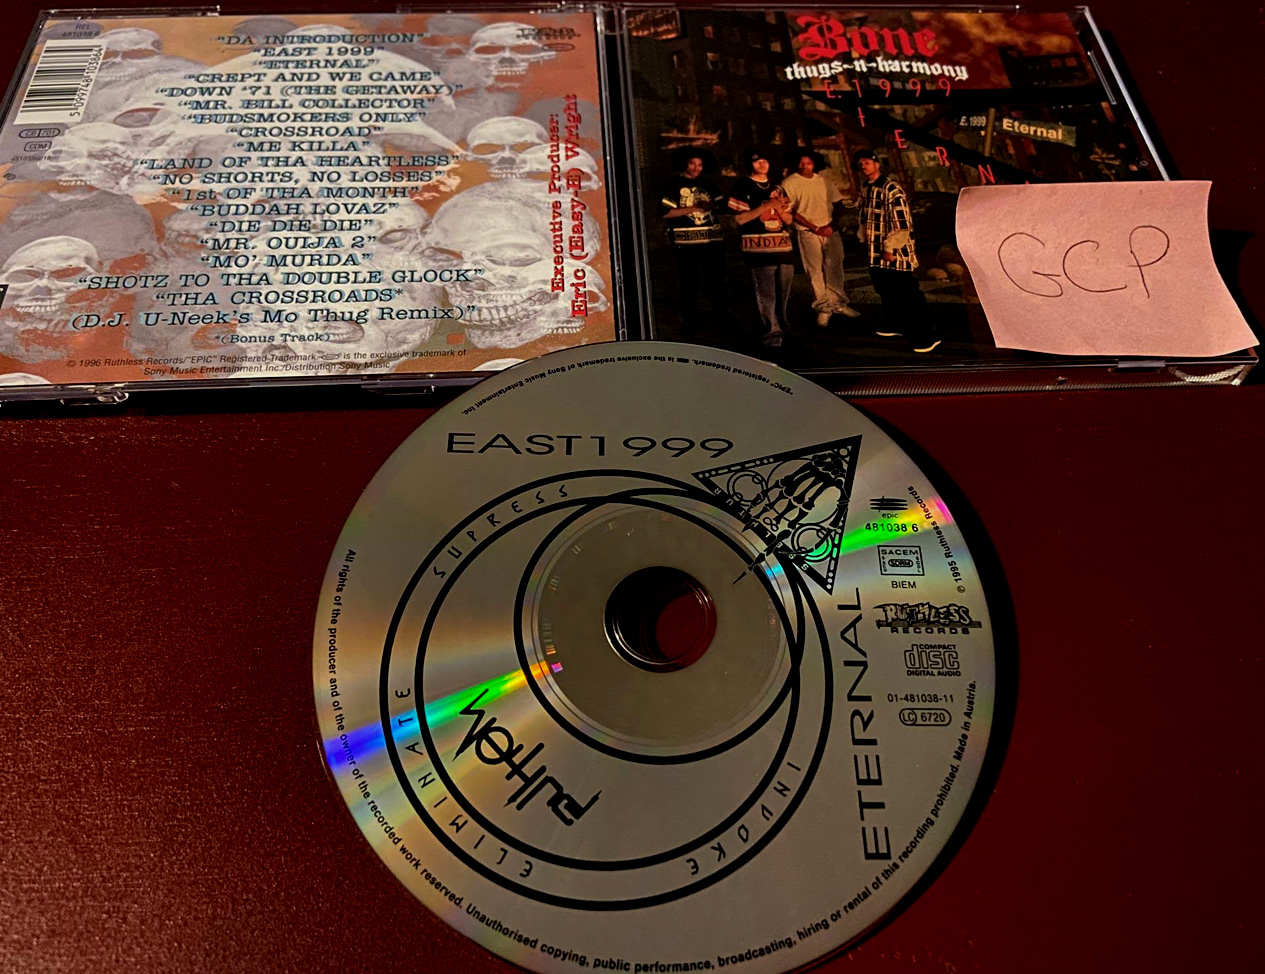 REL
481038 6
5099748103864
CB 701
CDM
"DA INTRODUCTION"
"EAST 1999"
"ETERNAL"
"CREPT AND WE CAME"
"DOWN '71 (THE GETAWAY)"
"MR. BILL COLLECTOR"
"BUDSMOKERS ONLY"
"CROSSROAD"
"ME KILLA"
"LAND OF THA HEARTLESS"
"NO SHORTS, NO LOSSES"
"1st OF THA MONTH"
"BUDDAH LOVAZ"
"DIE DIE DIE"
"MR. OUIJA 2"
"MO' MURDA"
"SHOTZ TO THA DOUBLE GLOCK"
"THA CROSSROADS*
(D.J. U-Neek's Mo Thug Remix)"
*(Bonus Track)
© 1996 Ruthless Records/"EPIC" Registered Trademark is the exclusive trademark of
Sony Music Entertainment Inc./Distribution Sony Music
Executive Producer:
Eric (Easy-E) Wright
Bone
thugs-n-harmony
E1999
ETERN
E. 1999
Eternal
INDIA
GCP
"EPIC" registered trademark, is the exclusive trademark of Sony Music Entertainment Inc.
EAST1999
ETERNAL
SUPRESS
ELIMINATE
INVOKE
epic
481038 6
SACEM
SDRM
BIEM
RUTHLESS
RECORDS
COMPACT
disc
DIGITAL AUDIO
01-481038-11
LC 6720
© 1995 Ruthless Records
All rights of the producer and of the owner of the recorded work reserved. Unauthorised copying, public performance, broadcasting, hiring or rental of this recording prohibited. Made in Austria.